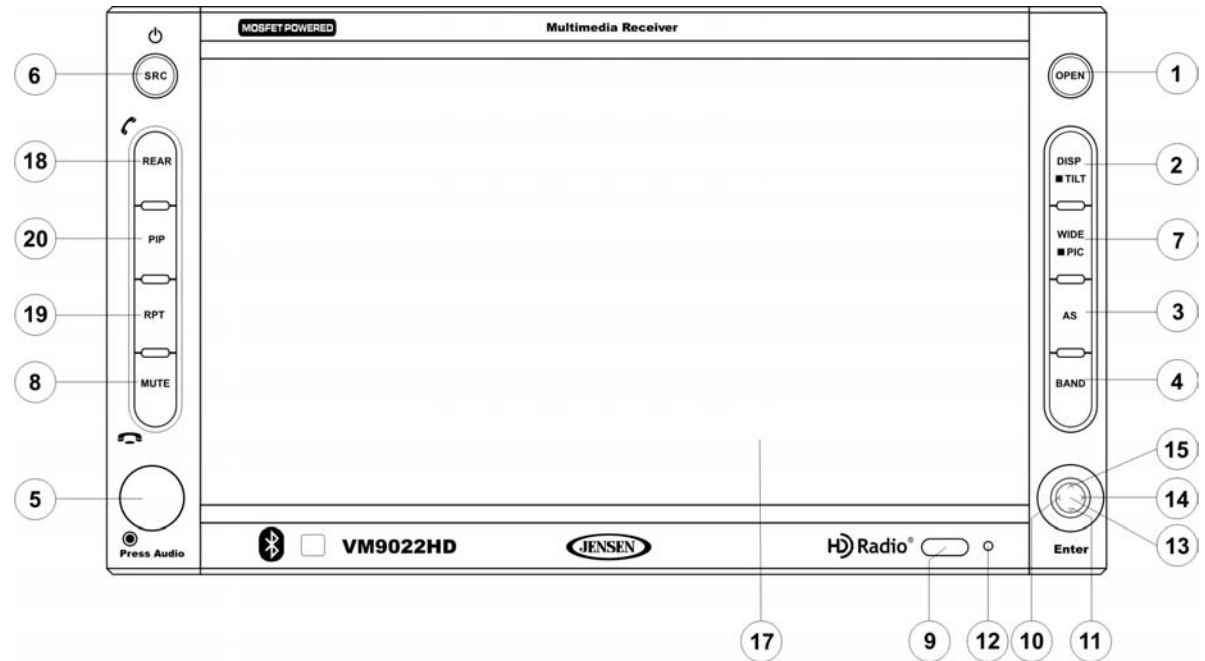 MOSFET POWERED
Multimedia Receiver
6
SRC
OPEN
1
18
REAR
DISP
■ TILT
2
20
PIP
WIDE
■ PIC
7
19
RPT
AS
3
8
MUTE
BAND
4
15
5
14
Press Audio
VM9022HD
JENSEN
HD Radio®
Enter
13
17
9
12
10
11